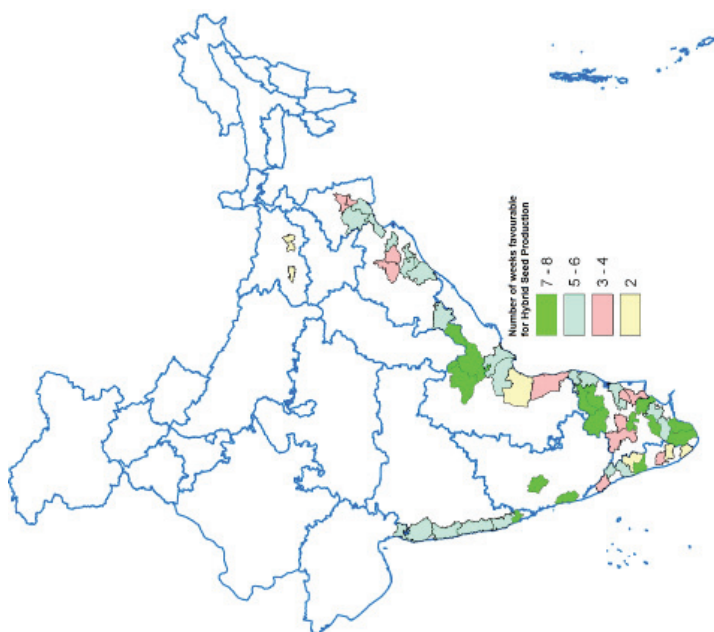 Number of weeks favourable
for Hybrid Seed Production
7 - 8
5 - 6
3 - 4
2